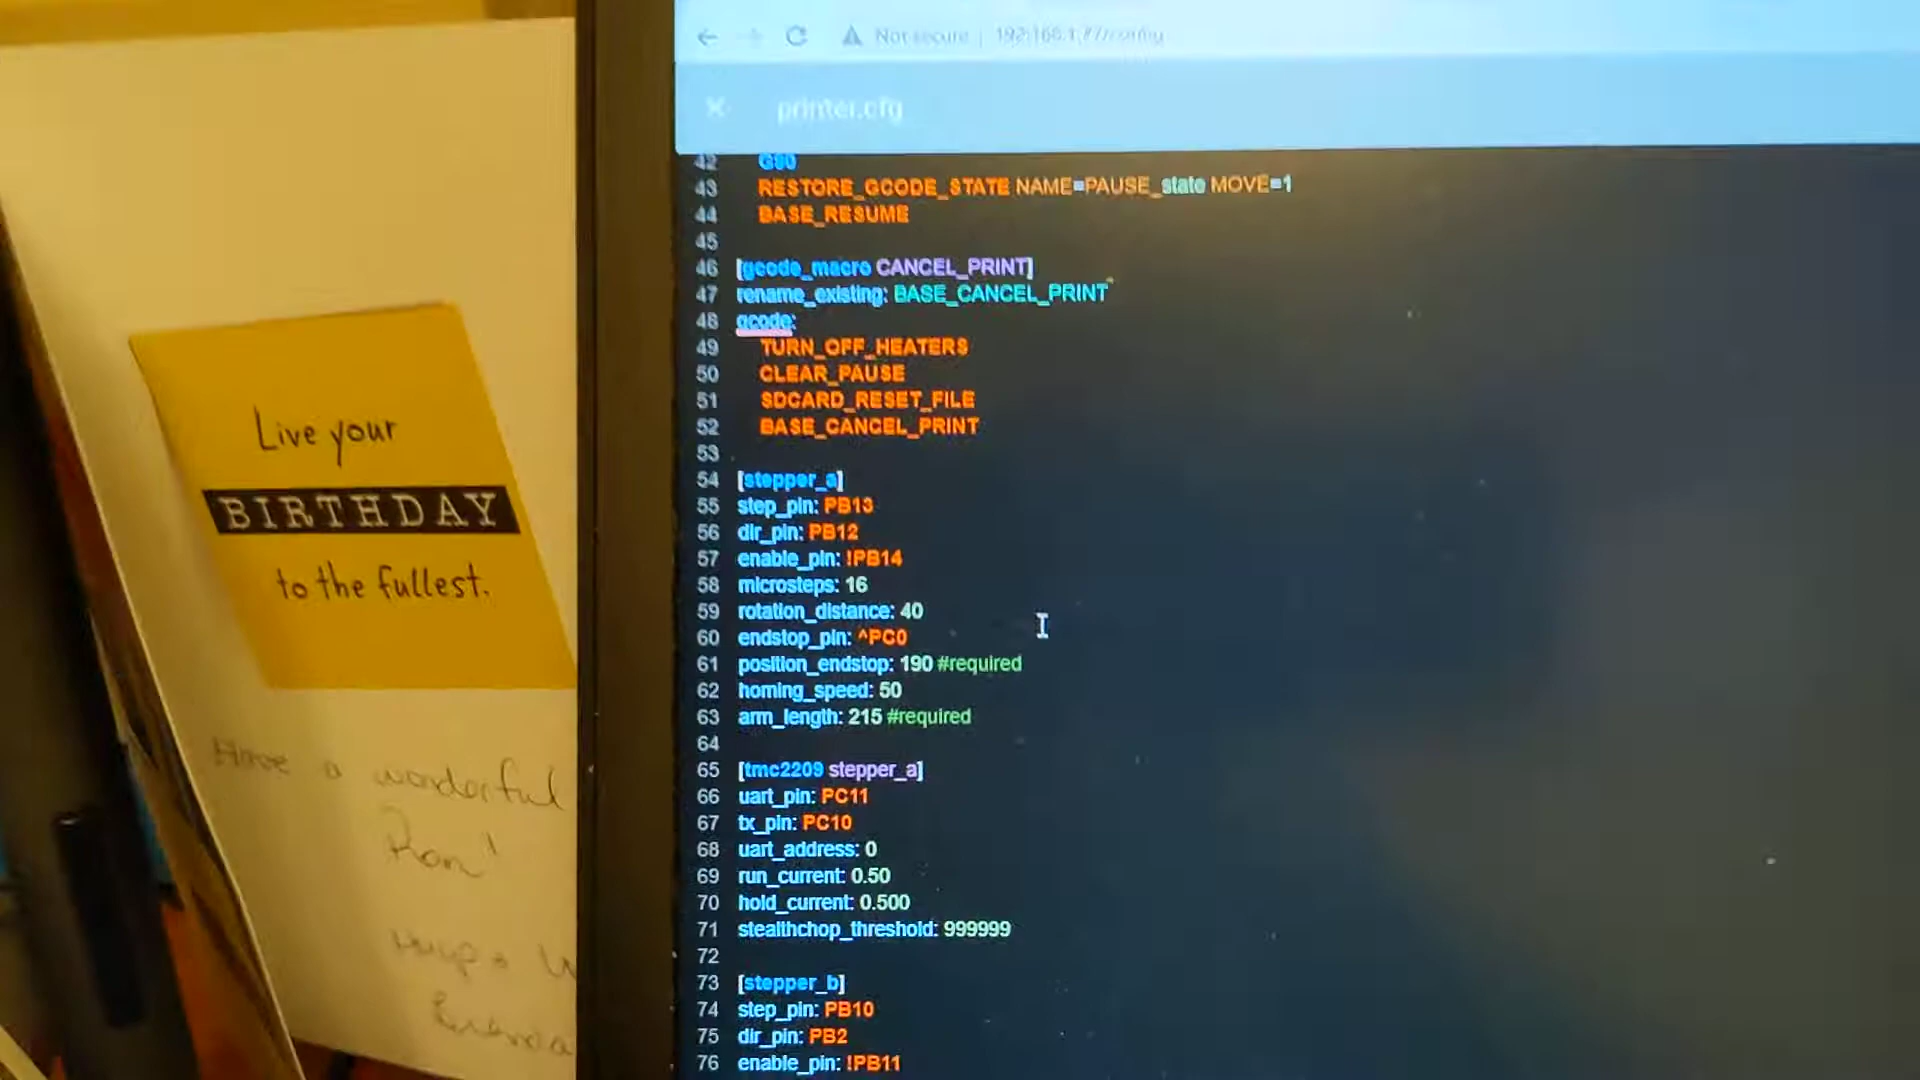 Live your
BIRTHDAY
to the fullest.
Have a wonderful
Ron!
Not secure
printer.cfg
42 G90
43 RESTORE_GCODE_STATE NAME=PAUSE_state MOVE=1
44 BASE_RESUME
45
46 [gcode_macro CANCEL_PRINT]
47 rename_existing: BASE_CANCEL_PRINT
48 gcode:
49 TURN_OFF_HEATERS
50 CLEAR_PAUSE
51 SDCARD_RESET_FILE
52 BASE_CANCEL_PRINT
53
54 [stepper_a]
55 step_pin: PB13
56 dir_pin: PB12
57 enable_pin: !PB14
58 microsteps: 16
59 rotation_distance: 40
60 endstop_pin: ^PC0
61 position_endstop: 190 #required
62 homing_speed: 50
63 arm_length: 215 #required
64
65 [tmc2209 stepper_a]
66 uart_pin: PC11
67 tx_pin: PC10
68 uart_address: 0
69 run_current: 0.50
70 hold_current: 0.500
71 stealthchop_threshold: 999999
72
73 [stepper_b]
74 step_pin: PB10
75 dir_pin: PB2
76 enable_pin: !PB11